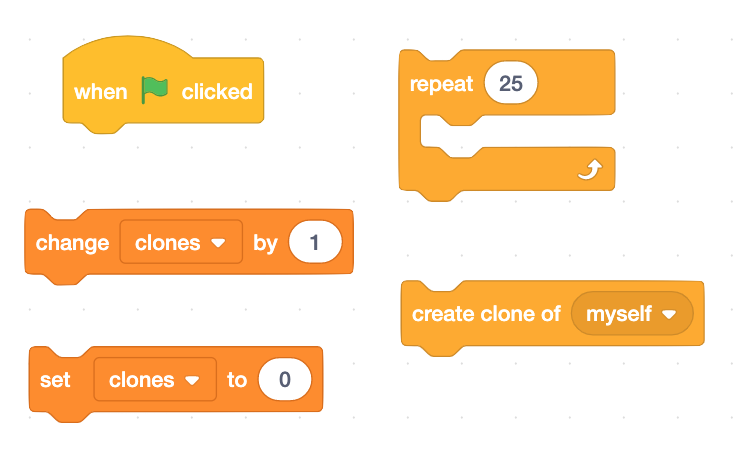 when clicked
repeat 25
change clones by 1
create clone of myself
set clones to 0